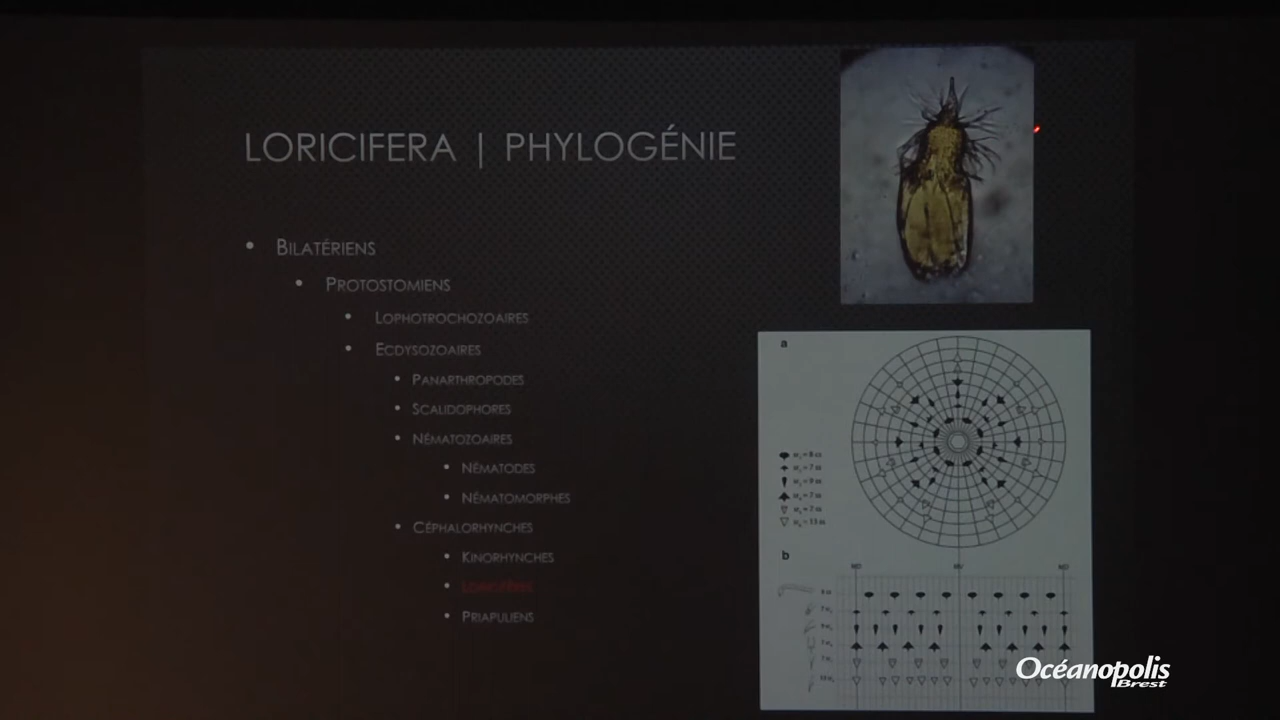 LORICIFERA | PHYLOGÉNIE
• BILATÉRIENS
• PROTOSTOMIENS
• LOPHOTROCHOZOAIRES
• ECDYSOZOAIRES
• PANARTHROPODES
• SCALIDOPHORES
• NÉMATOZOAIRES
• NÉMATODES
• NÉMATOMORPHES
• CÉPHALORHYNCHES
• KINORHYNCHES
• LORICIFÈRES
• PRIAPULIENS
a
b
Océanopolis
Brest